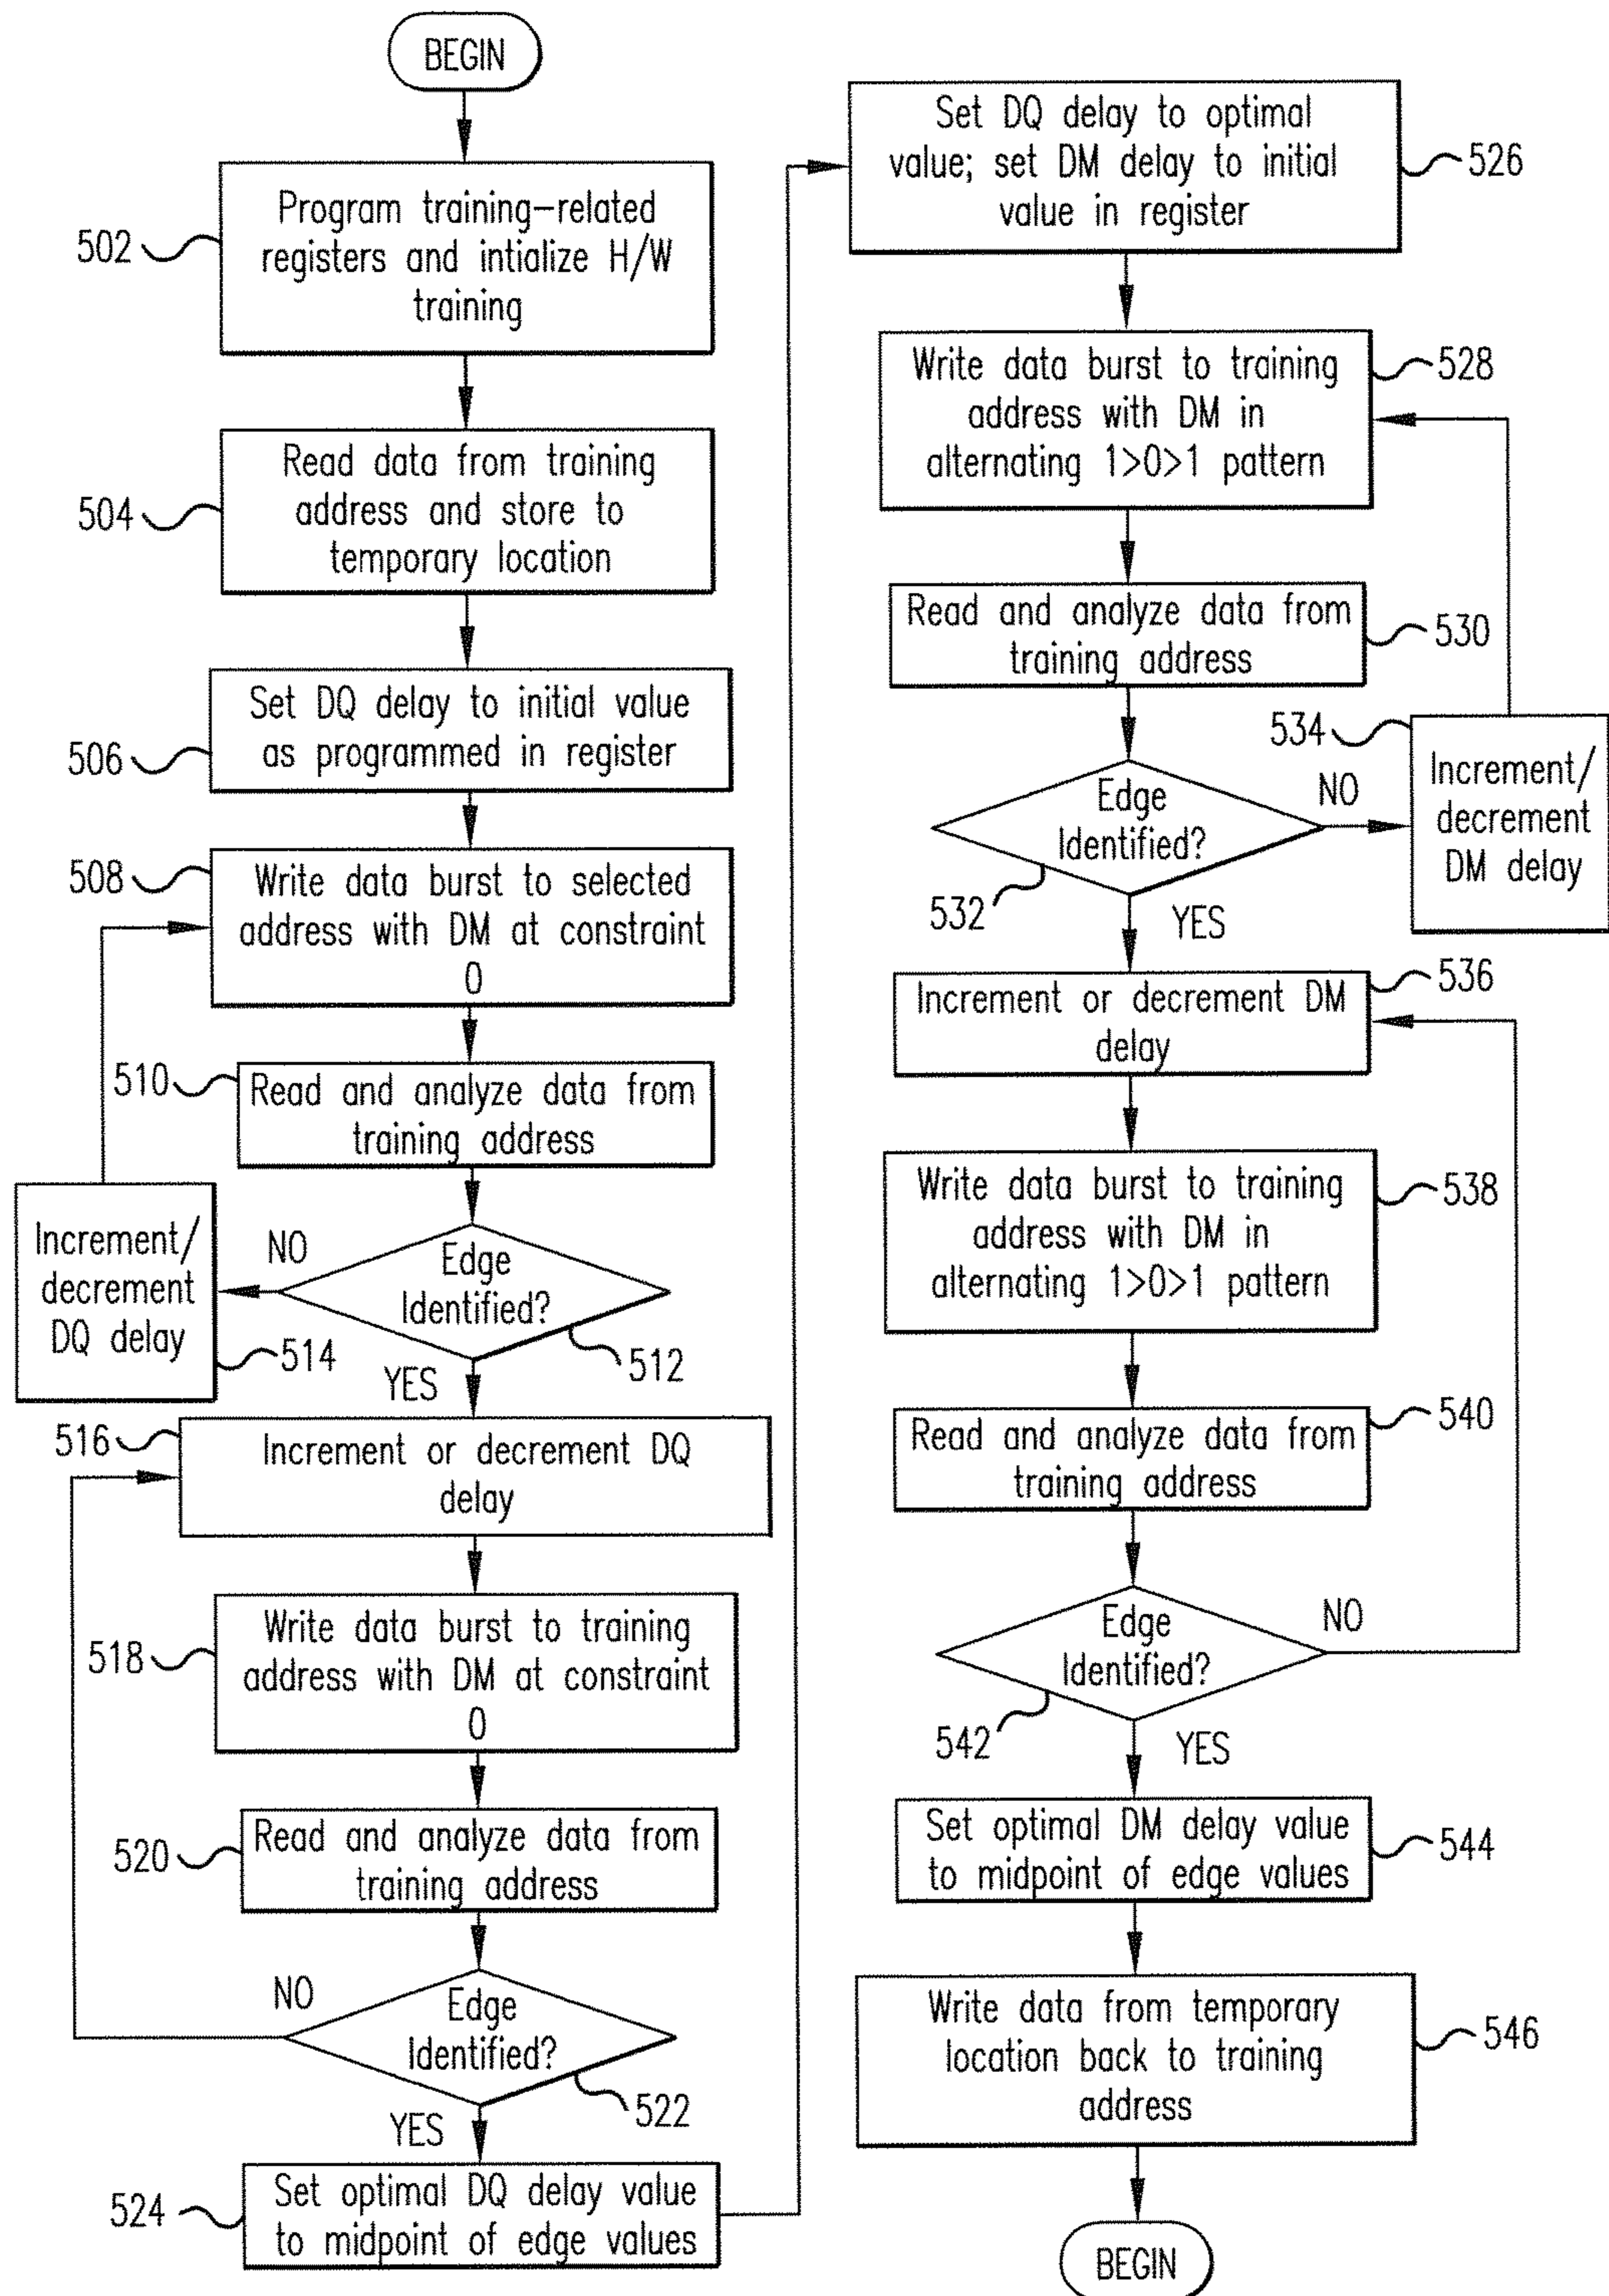 BEGIN
Program training-related
registers and intialize H/W
training
502
Read data from training
address and store to
temporary location
504
Set DQ delay to initial value
as programmed in register
506
508
Write data burst to selected
address with DM at constraint
0
510
Read and analyze data from
training address
Increment/
decrement
DQ delay
514
NO
Edge
Identified?
512
YES
516
Increment or decrement DQ
delay
518
Write data burst to training
address with DM at constraint
0
520
Read and analyze data from
training address
NO
Edge
Identified?
522
YES
524
Set optimal DQ delay value
to midpoint of edge values
Set DQ delay to optimal
value; set DM delay to initial
value in register
526
Write data burst to training
address with DM in
alternating 1>0>1 pattern
528
Read and analyze data from
training address
530
534
Increment/
decrement
DM delay
Edge
Identified?
NO
532
YES
536
Increment or decrement DM
delay
Write data burst to training
address with DM in
alternating 1>0>1 pattern
538
Read and analyze data from
training address
540
Edge
Identified?
NO
542
YES
Set optimal DM delay value
to midpoint of edge values
544
Write data from temporary
location back to training
address
546
BEGIN